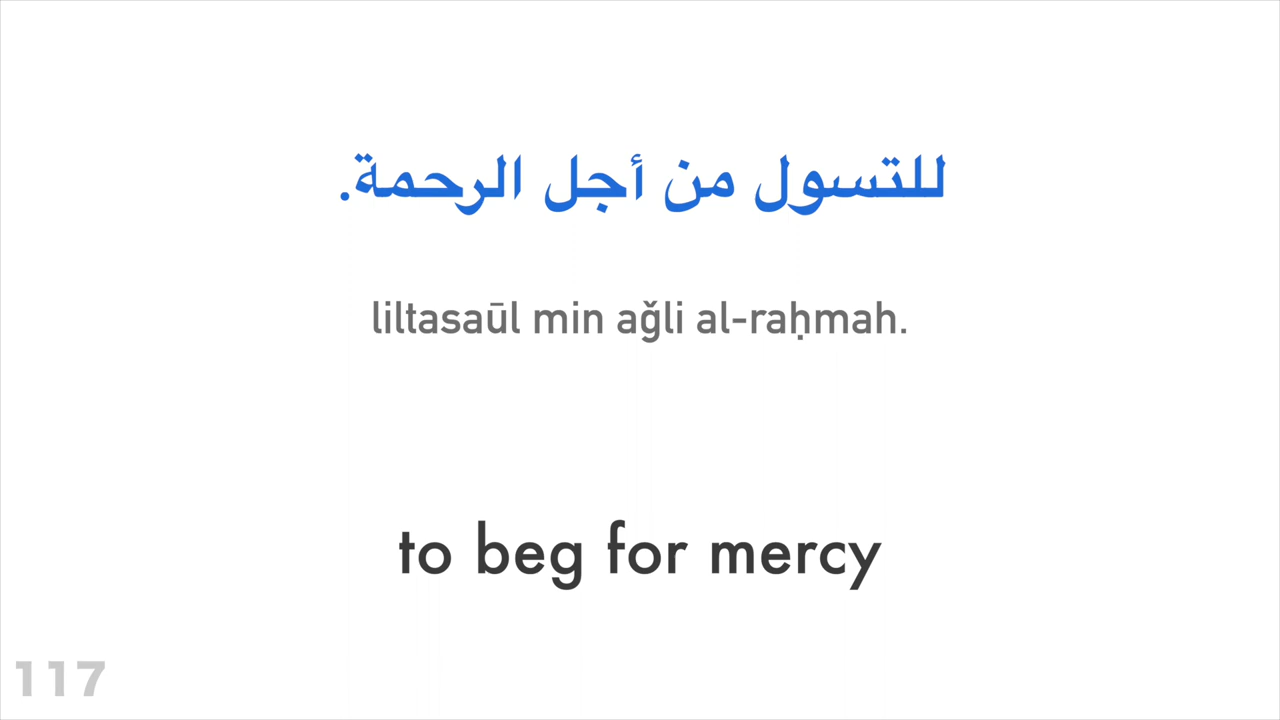 للتسول من أجل الرحمة.
liltasaūl min aǧli al-raḥmah.
to beg for mercy
117